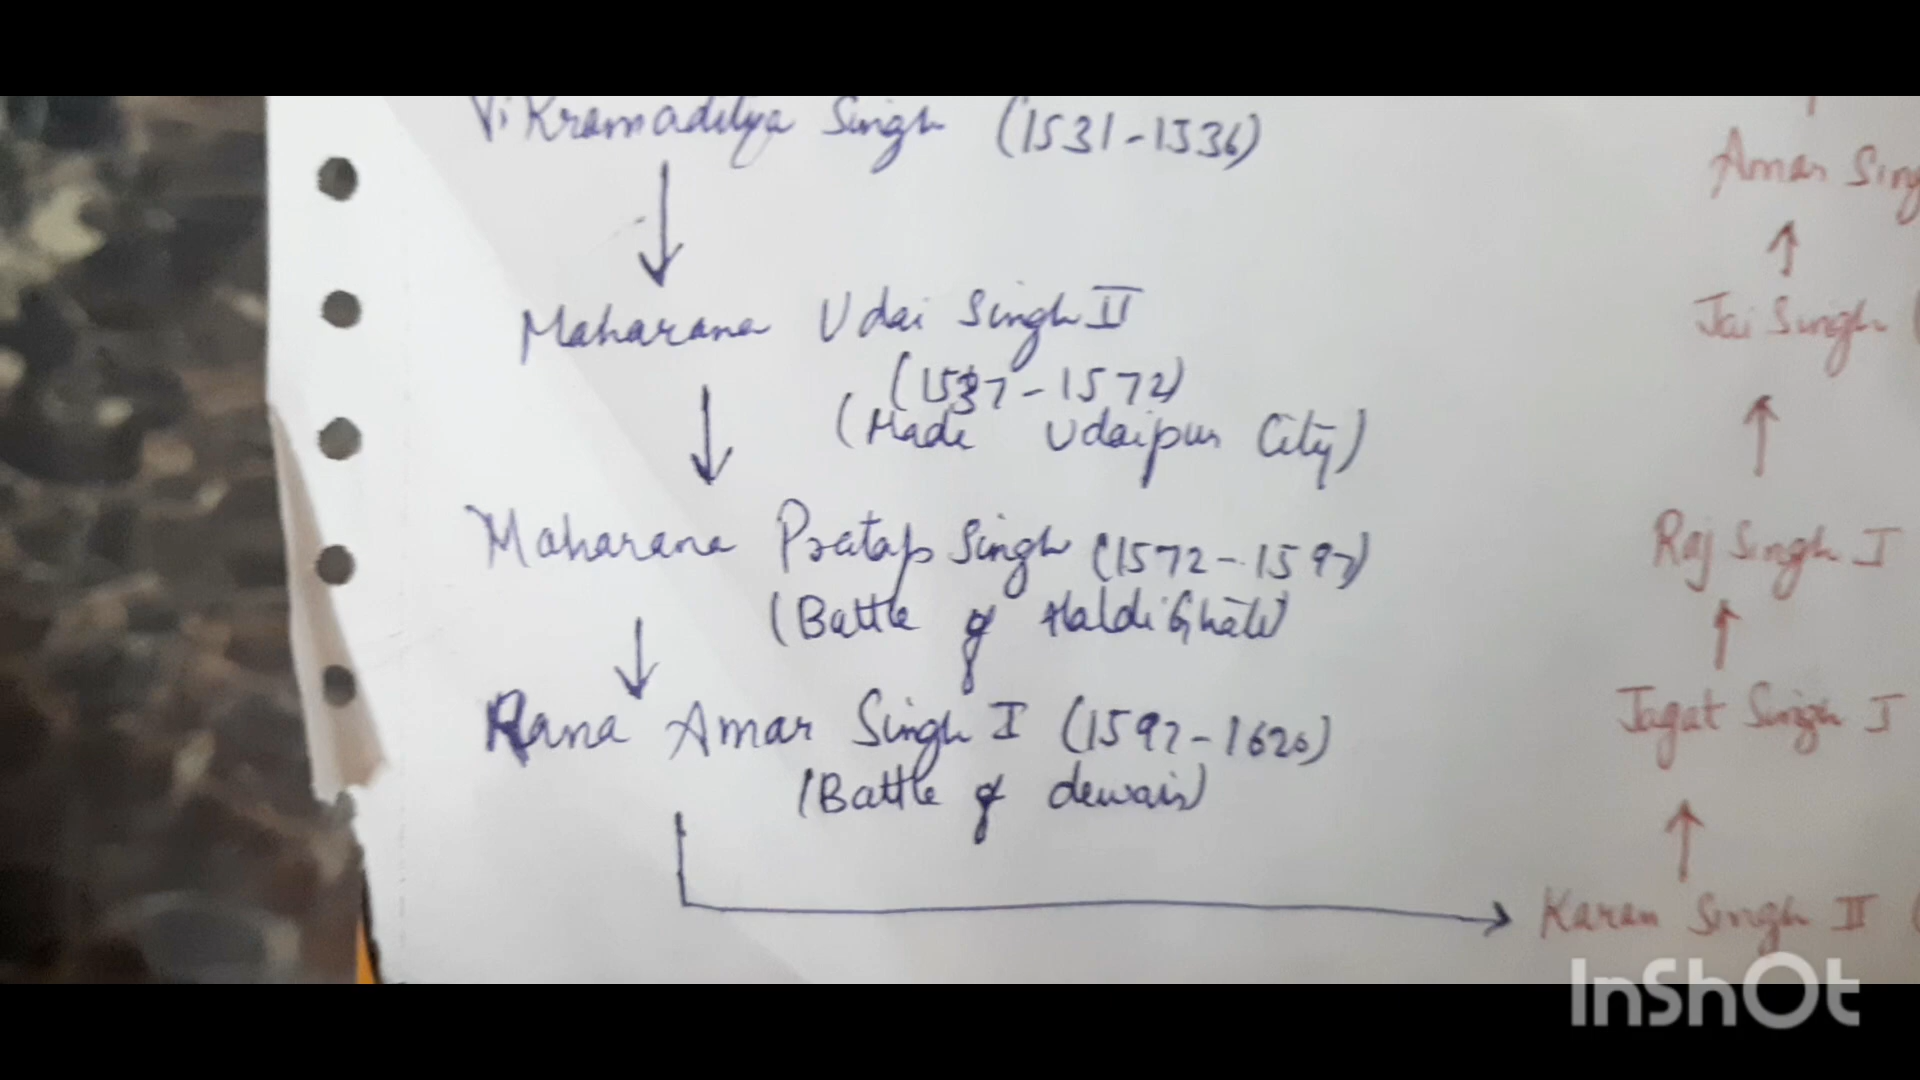 Vikramaditya Singh (1531-1536)
Maharana Udai Singh II
(1537-1572)
(Made Udaipur City)
Maharana Pratap Singh (1572-1597)
(Battle of Haldi Ghati)
Rana Amar Singh I (1597-1620)
(Battle of dewair)
Karan Singh II (
Jagat Singh I
Raj Singh I
Jai Singh (
Amar Sing
InShOt